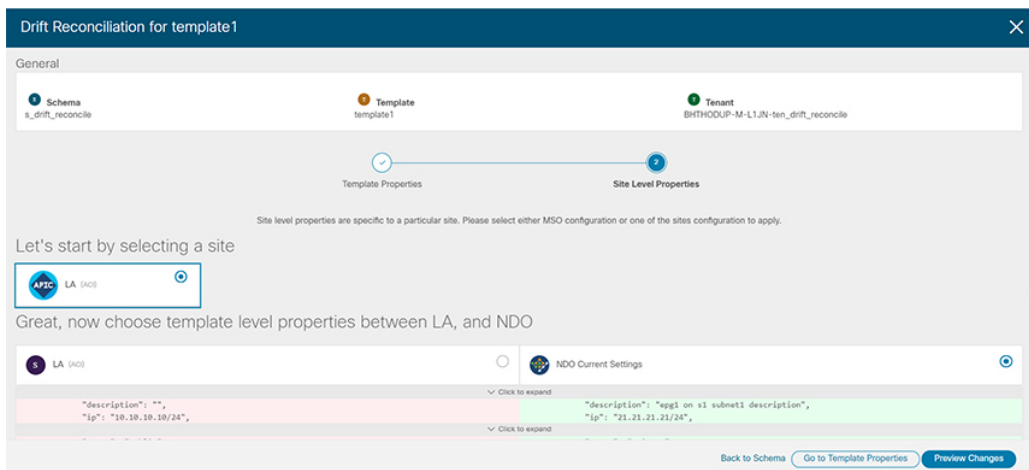 Drift Reconciliation for template1
General
S Schema
s_drift_reconcile
T Template
template1
T Tenant
BHTHODUP-M-L1JN-ten_drift_reconcile
2
Template Properties
Site Level Properties
Site level properties are specific to a particular site. Please select either MSO configuration or one of the sites configuration to apply.
Let's start by selecting a site
APIC LA (ACI)
Great, now choose template level properties between LA, and NDO
S LA (ACI)
NDO Current Settings
Click to expand
"description": "",
"ip": "10.10.10.10/24",
"description": "epg1 on s1 subnet1 description",
"ip": "21.21.21.21/24",
Click to expand
Back to Schema Go to Template Properties Preview Changes